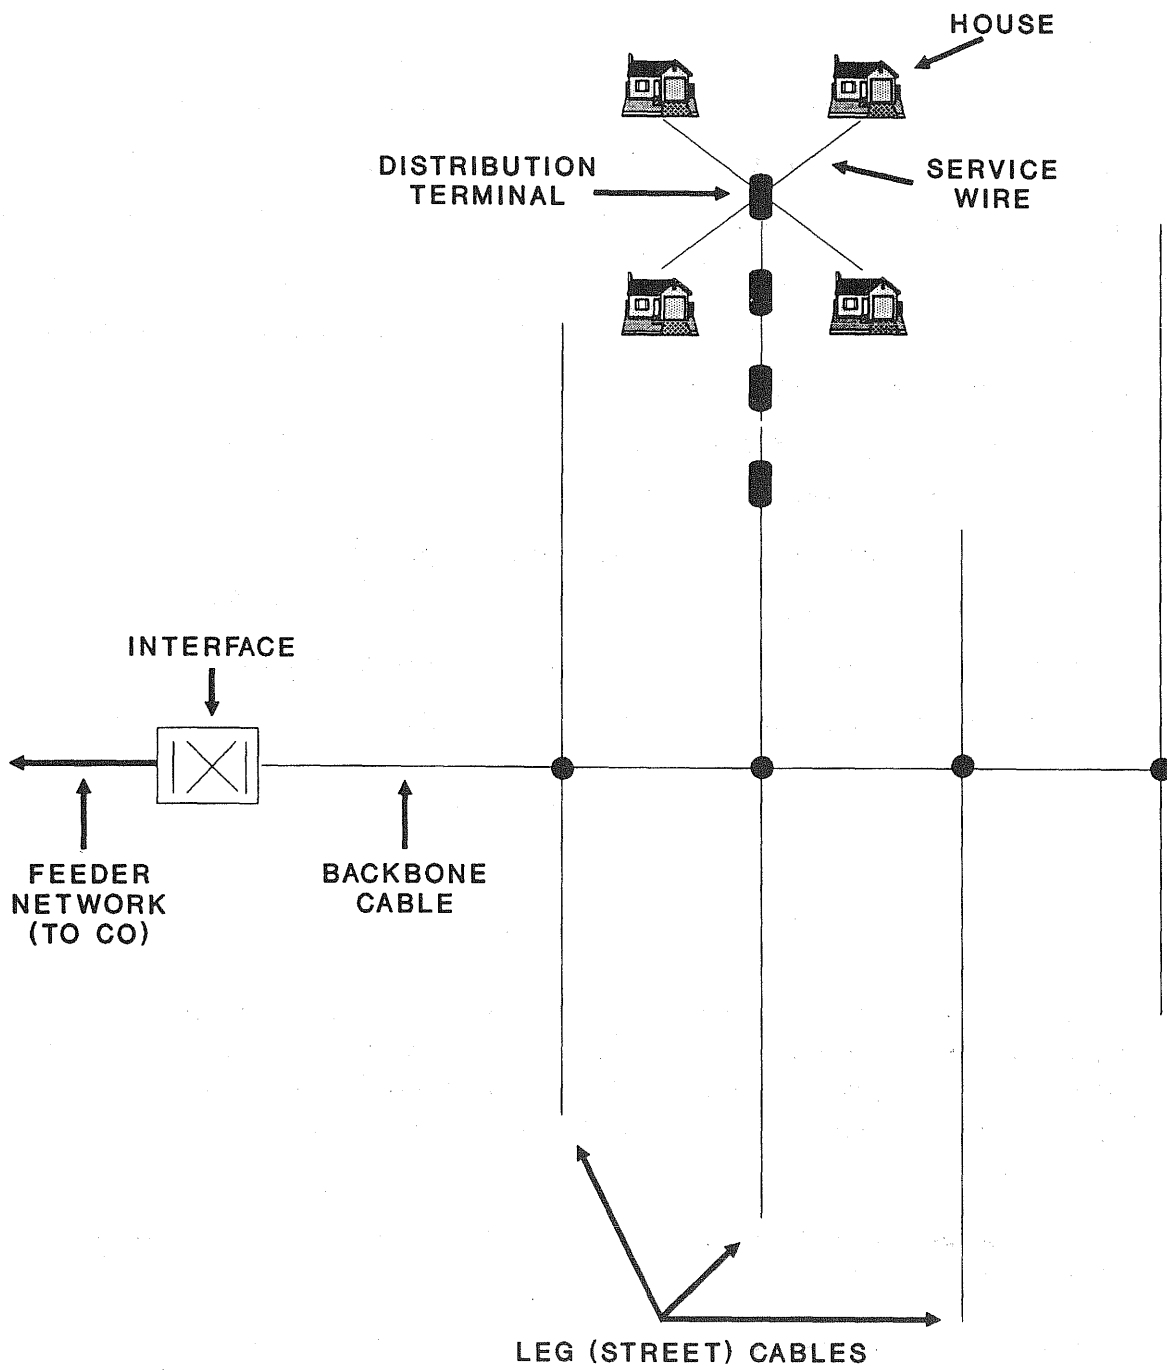 HOUSE
DISTRIBUTION
TERMINAL
SERVICE
WIRE
INTERFACE
FEEDER
NETWORK
(TO CO)
BACKBONE
CABLE
LEG (STREET) CABLES